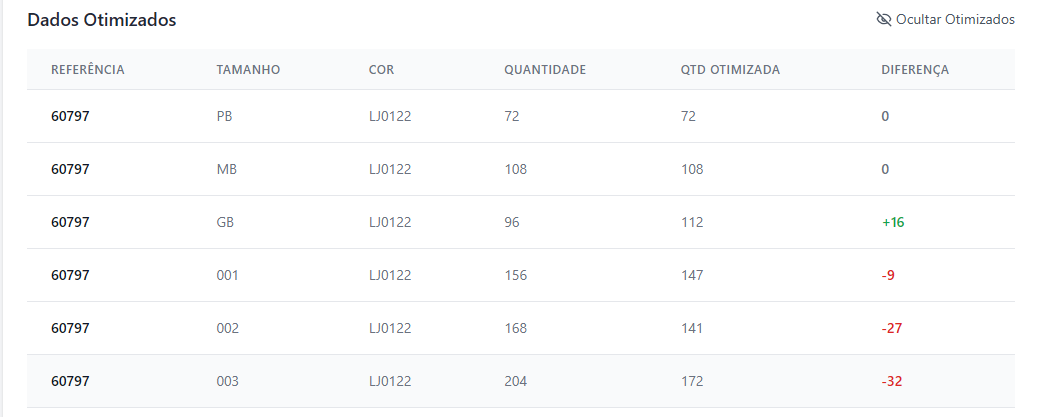 Dados Otimizados Ocultar Otimizados
REFERÊNCIA TAMANHO COR QUANTIDADE QTD OTIMIZADA DIFERENÇA
60797 PB LJ0122 72 72 0
60797 MB LJ0122 108 108 0
60797 GB LJ0122 96 112 +16
60797 001 LJ0122 156 147 -9
60797 002 LJ0122 168 141 -27
60797 003 LJ0122 204 172 -32